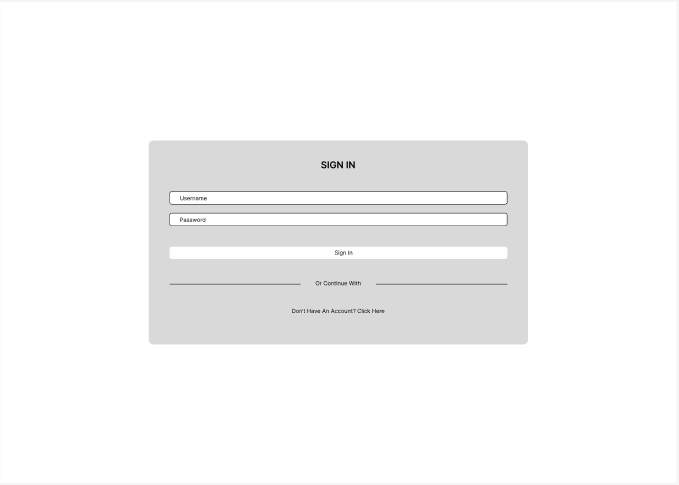 SIGN IN
Username
Password
Sign In
Or Continue With
Don't Have An Account? Click Here